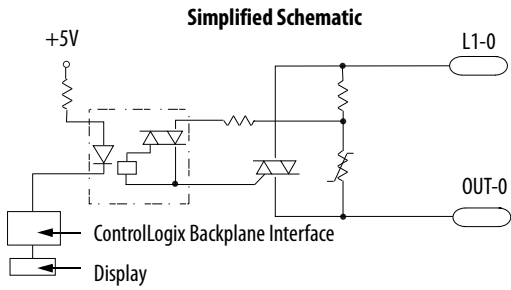 Simplified Schematic
+5V
L1-0
OUT-0
ControlLogix Backplane Interface
Display